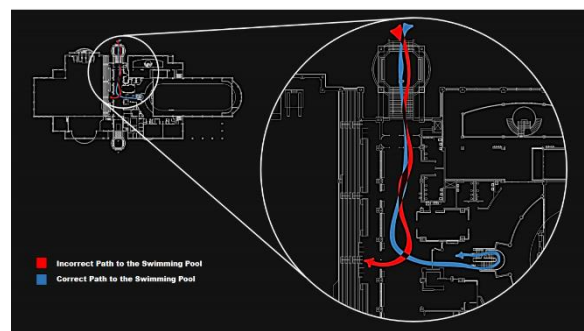 Incorrect Path to the Swimming Pool
Correct Path to the Swimming Pool